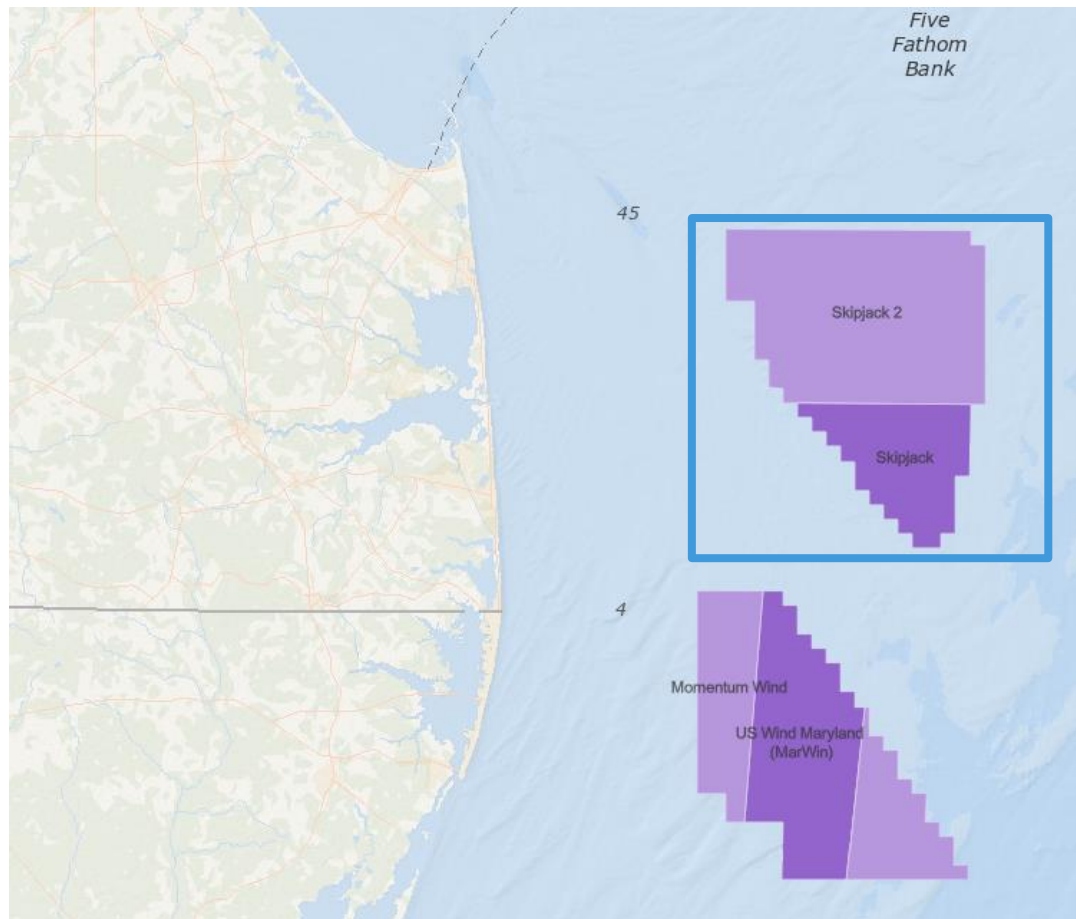 Five
Fathom
Bank
45
Skipjack 2
Skipjack
4
Momentum Wind
US Wind Maryland
(MarWin)